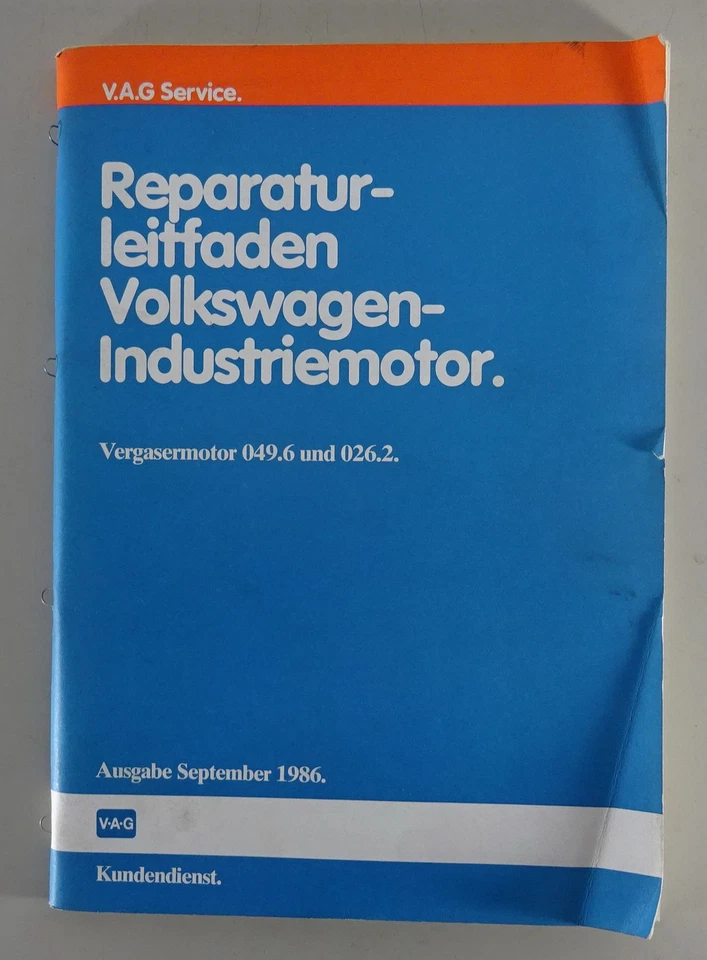 V.A.G Service.
Reparatur-
leitfaden
Volkswagen-
Industriemotor.
Vergasermotor 049.6 und 026.2.
Ausgabe September 1986.
V·A·G
Kundendienst.